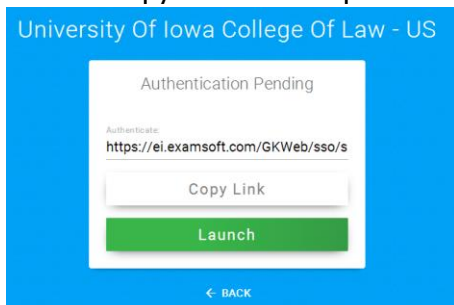 University Of Iowa College Of Law - US
Authentication Pending
Authenticate:
https://ei.examsoft.com/GKWeb/sso/s
Copy Link
Launch
← BACK